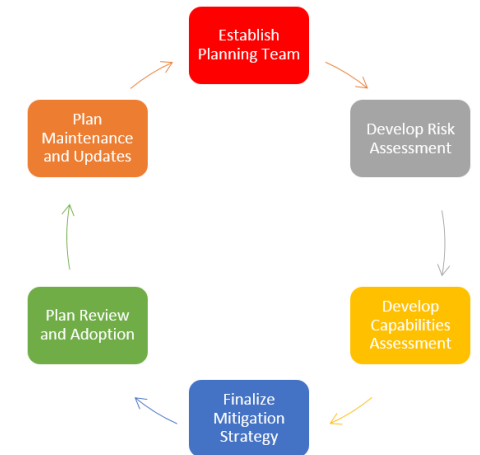 Establish
Planning Team
Develop Risk
Assessment
Develop
Capabilities
Assessment
Finalize
Mitigation
Strategy
Plan Review
and Adoption
Plan
Maintenance
and Updates